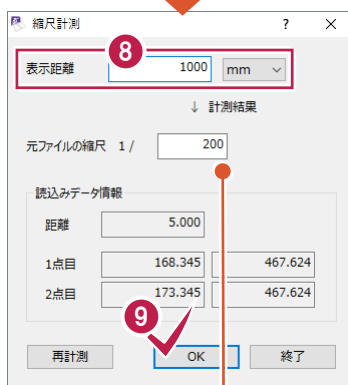 縮尺計測 ? ×
8
表示距離 1000 mm
↓ 計測結果
元ファイルの縮尺 1 / 200
読込みデータ情報
距離 5.000
1点目 168.345 467.624
2点目 173.345 467.624
9
再計測 OK 終了